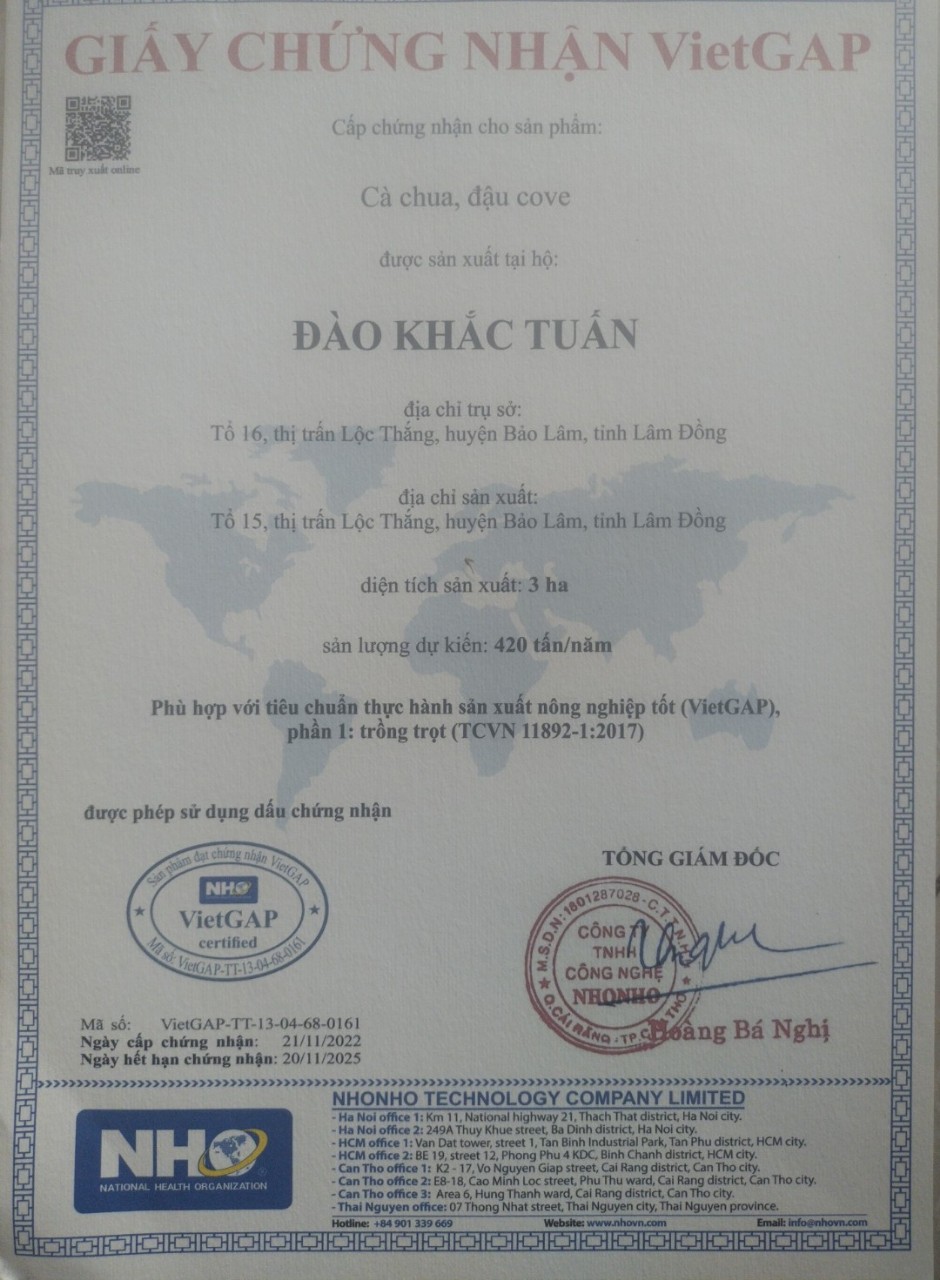 GIẤY CHỨNG NHẬN VietGAP
Mã truy xuất online
Cấp chứng nhận cho sản phẩm:
Cà chua, đậu cove
được sản xuất tại hộ:
ĐÀO KHẮC TUẤN
địa chỉ trụ sở:
Tổ 16, thị trấn Lộc Thắng, huyện Bảo Lâm, tỉnh Lâm Đồng
địa chỉ sản xuất:
Tổ 15, thị trấn Lộc Thắng, huyện Bảo Lâm, tỉnh Lâm Đồng
diện tích sản xuất: 3 ha
sản lượng dự kiến: 420 tấn/năm
Phù hợp với tiêu chuẩn thực hành sản xuất nông nghiệp tốt (VietGAP),
phần 1: trồng trọt (TCVN 11892-1:2017)
được phép sử dụng dấu chứng nhận
Sản phẩm đạt chứng nhận VietGAP
NHO
VietGAP
certified
Mã số: VietGAP-TT-13-04-68-0161
TỔNG GIÁM ĐỐC
M.S.D.N:1801287028-C.T.T.N.H.H
CÔNG TY
TNHH
CÔNG NGHỆ
NHONHO
Q.CÁI RĂNG - TP.CẦN THƠ
Hoàng Bá Nghị
Mã số: VietGAP-TT-13-04-68-0161
Ngày cấp chứng nhận: 21/11/2022
Ngày hết hạn chứng nhận: 20/11/2025
NHO
NATIONAL HEALTH ORGANIZATION
NHONHO TECHNOLOGY COMPANY LIMITED
- Ha Noi office 1: Km 11, National highway 21, Thach That district, Ha Noi city.
- Ha Noi office 2: 249A Thuy Khue street, Ba Dinh district, Ha Noi city.
- HCM office 1: Van Dat tower, street 1, Tan Binh Industrial Park, Tan Phu district, HCM city.
- HCM office 2: BE 19, street 12, Phong Phu 4 KDC, Binh Chanh district, HCM city.
- Can Tho office 1: K2 - 17, Vo Nguyen Giap street, Cai Rang district, Can Tho city.
- Can Tho office 2: E8-18, Cao Minh Loc street, Phu Thu ward, Cai Rang district, Can Tho city.
- Can Tho office 3: Area 6, Hung Thanh ward, Cai Rang district, Can Tho city.
- Thai Nguyen office: 07 Thong Nhat street, Thai Nguyen city, Thai Nguyen province.
Hotline: +84 901 339 669 Website: www.nhovn.com Email: info@nhovn.com